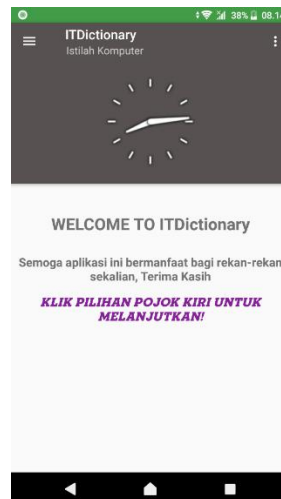 38% 08.14
ITDictionary
Istilah Komputer
WELCOME TO ITDictionary
Semoga aplikasi ini bermanfaat bagi rekan-rekan
sekalian, Terima Kasih
KLIK PILIHAN POJOK KIRI UNTUK
MELANJUTKAN!